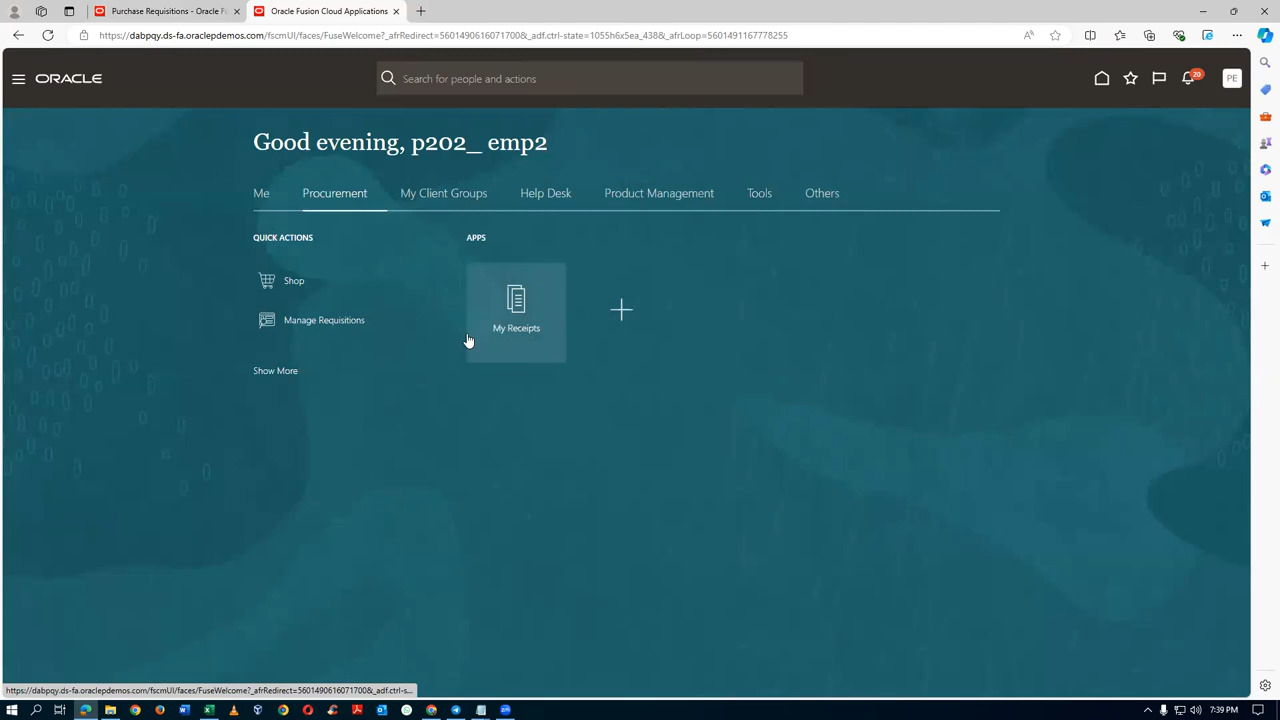 Purchase Requisitions - Oracle Fu
Oracle Fusion Cloud Applications
https://dabpqy.ds-fa.oraclepdemos.com/fscmUI/faces/FuseWelcome?_afrRedirect=5601490616071700&_adf.ctrl-state=1055h6x5ea_438&_afrLoop=5601491167778255
ORACLE
Search for people and actions
20
PE
Good evening, p202_ emp2
Me
Procurement
My Client Groups
Help Desk
Product Management
Tools
Others
QUICK ACTIONS
APPS
Shop
Manage Requisitions
My Receipts
Show More
https://dabpqy.ds-fa.oraclepdemos.com/fscmUI/faces/FuseWelcome?_afrRedirect=5601490616071700&_adf.ctrl-s...
7:39 PM